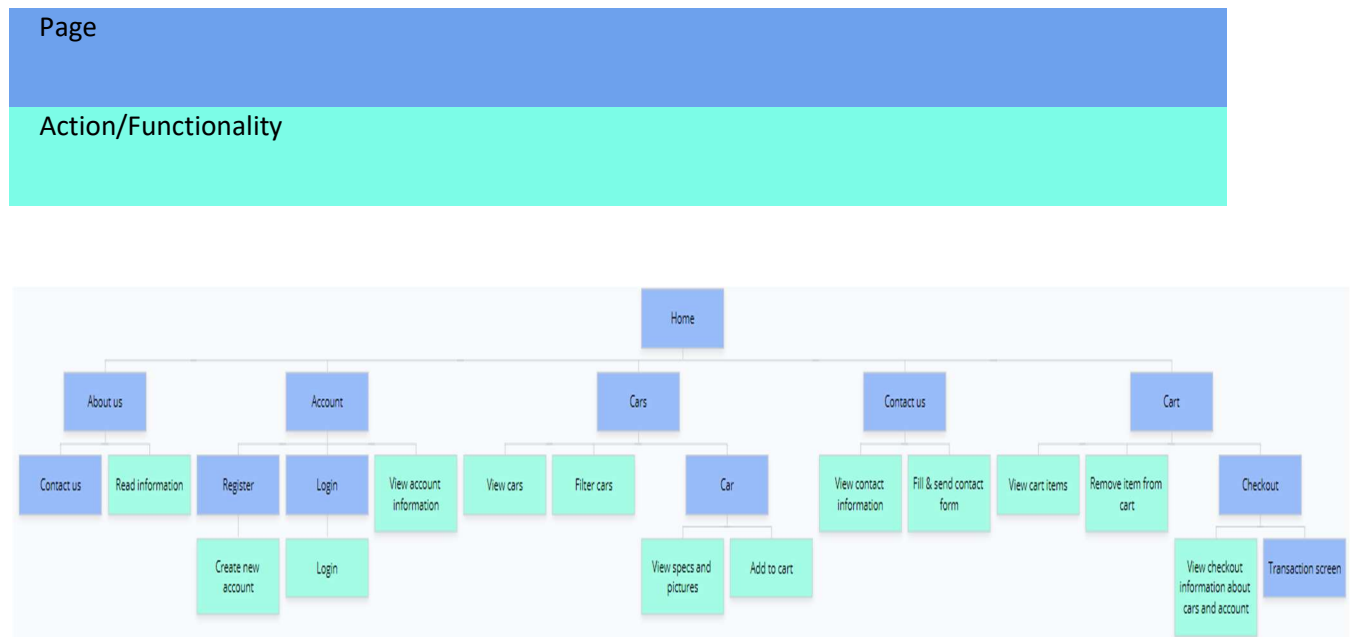 Page
Action/Functionality
Home
About us
Account
Cars
Contact us
Cart
Contact us
Read information
Register
Login
View account
information
View cars
Filter cars
Car
View contact
information
Fill & send contact
form
View cart items
Remove item from
cart
Checkout
Create new
account
Login
View specs and
pictures
Add to cart
View checkout
information about
cars and account
Transaction screen